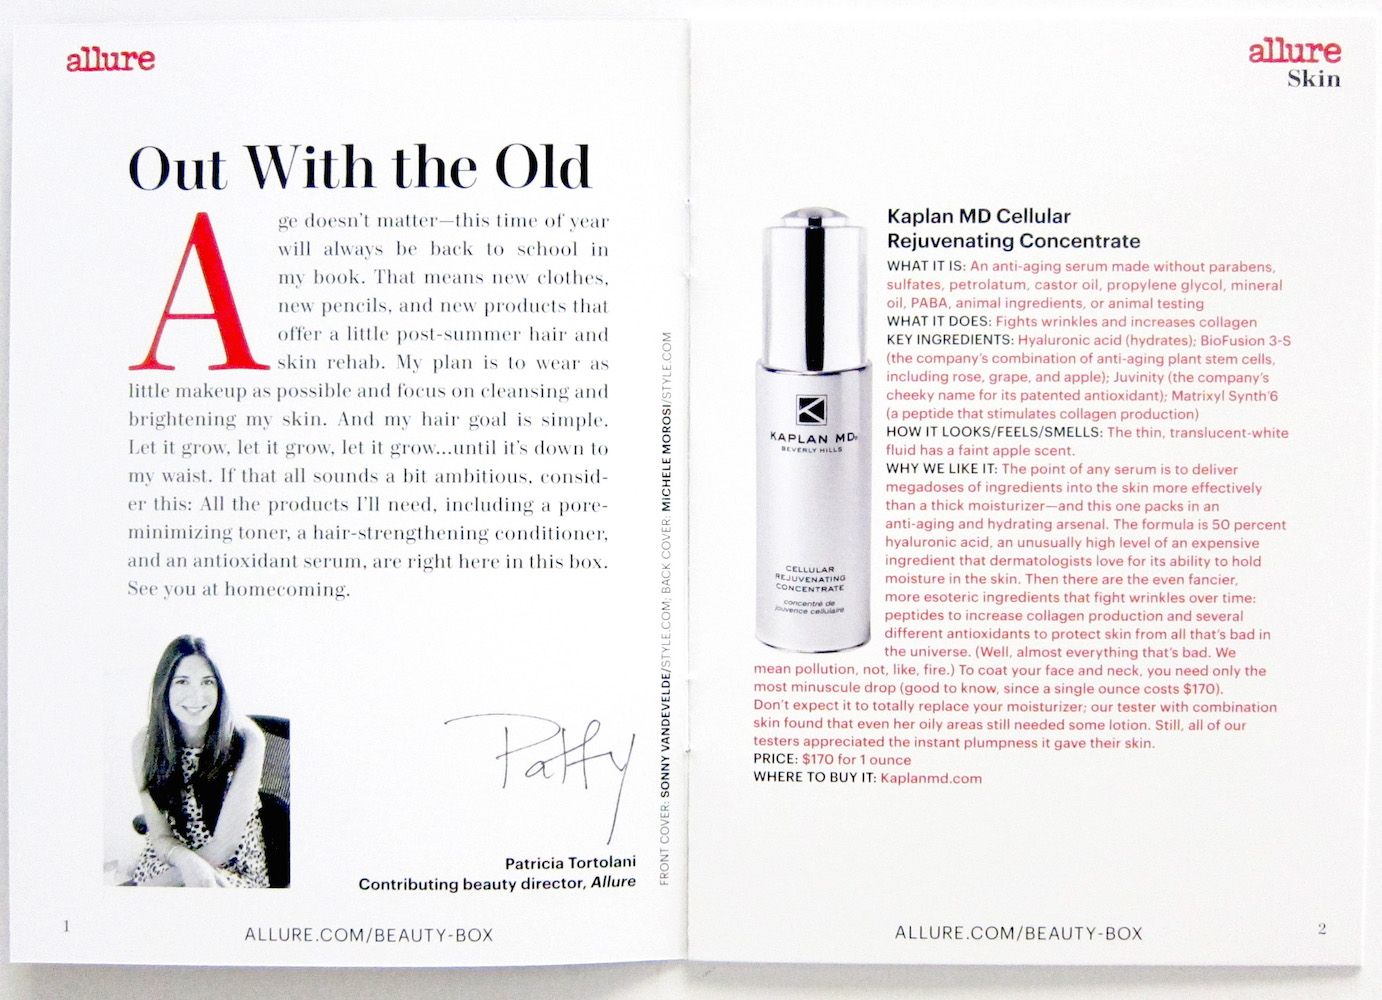 allure
Out With the Old
Age doesn't matter—this time of year
will always be back to school in
my book. That means new clothes,
new pencils, and new products that
offer a little post-summer hair and
skin rehab. My plan is to wear as
little makeup as possible and focus on cleansing and
brightening my skin. And my hair goal is simple.
Let it grow, let it grow, let it grow...until it's down to
my waist. If that all sounds a bit ambitious, consid-
er this: All the products I'll need, including a pore-
minimizing toner, a hair-strengthening conditioner,
and an antioxidant serum, are right here in this box.
See you at homecoming.
Patty
Patricia Tortolani
Contributing beauty director, Allure
FRONT COVER: SONNY VANDEVELDE/STYLE.COM; BACK COVER: MICHELE MOROSI/STYLE.COM
1
ALLURE.COM/BEAUTY-BOX
allure
Skin
KAPLAN MD®
BEVERLY HILLS
CELLULAR
REJUVENATING
CONCENTRATE
concentré de
jouvence cellulaire
Kaplan MD Cellular
Rejuvenating Concentrate
WHAT IT IS: An anti-aging serum made without parabens,
sulfates, petrolatum, castor oil, propylene glycol, mineral
oil, PABA, animal ingredients, or animal testing
WHAT IT DOES: Fights wrinkles and increases collagen
KEY INGREDIENTS: Hyaluronic acid (hydrates); BioFusion 3-S
(the company's combination of anti-aging plant stem cells,
including rose, grape, and apple); Juvinity (the company's
cheeky name for its patented antioxidant); Matrixyl Synth'6
(a peptide that stimulates collagen production)
HOW IT LOOKS/FEELS/SMELLS: The thin, translucent-white
fluid has a faint apple scent.
WHY WE LIKE IT: The point of any serum is to deliver
megadoses of ingredients into the skin more effectively
than a thick moisturizer—and this one packs in an
anti-aging and hydrating arsenal. The formula is 50 percent
hyaluronic acid, an unusually high level of an expensive
ingredient that dermatologists love for its ability to hold
moisture in the skin. Then there are the even fancier,
more esoteric ingredients that fight wrinkles over time:
peptides to increase collagen production and several
different antioxidants to protect skin from all that's bad in
the universe. (Well, almost everything that's bad. We
mean pollution, not, like, fire.) To coat your face and neck, you need only the
most minuscule drop (good to know, since a single ounce costs $170).
Don't expect it to totally replace your moisturizer; our tester with combination
skin found that even her oily areas still needed some lotion. Still, all of our
testers appreciated the instant plumpness it gave their skin.
PRICE: $170 for 1 ounce
WHERE TO BUY IT: Kaplanmd.com
ALLURE.COM/BEAUTY-BOX
2